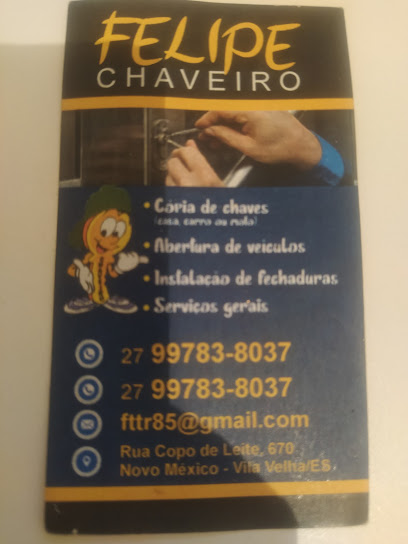 FELIPE
CHAVEIRO
• Cópia de chaves
(casa, carro ou mala)
• Abertura de veículos
• Instalação de fechaduras
• Serviços gerais
27 99783-8037
27 99783-8037
fttr85@gmail.com
Rua Copo de Leite, 670
Novo México - Vila Velha/ES